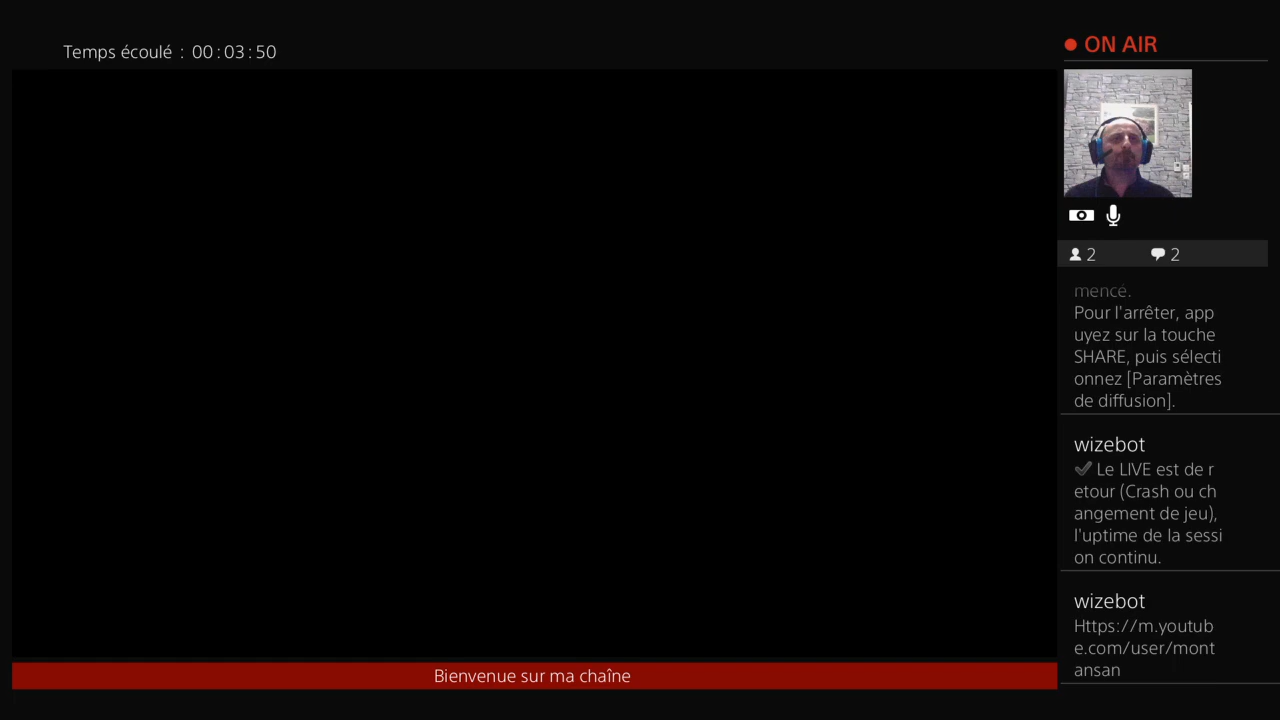 Temps écoulé : 00:03:50
ON AIR
2 2
mencé.
Pour l'arrêter, app
uyez sur la touche
SHARE, puis sélecti
onnez [Paramètres
de diffusion].
wizebot
Le LIVE est de r
etour (Crash ou ch
angement de jeu),
l'uptime de la sessi
on continu.
wizebot
Https://m.youtub
e.com/user/mont
ansan
Bienvenue sur ma chaîne